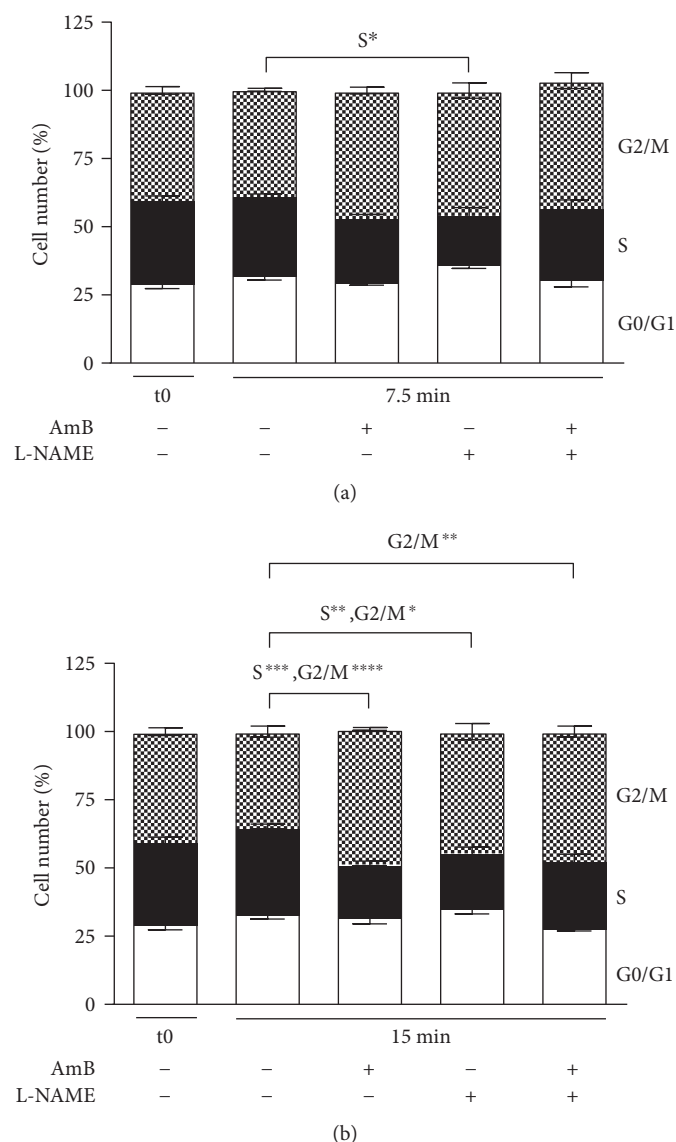 125
S*
100
G2/M
75
Cell number (%)
50
S
25
G0/G1
0
t0 7.5 min
AmB − − + − +
L-NAME − − − + +
(a)
G2/M**
S**,G2/M*
125
S***,G2/M****
100
G2/M
75
Cell number (%)
50
S
25
G0/G1
0
t0 15 min
AmB − − + − +
L-NAME − − − + +
(b)